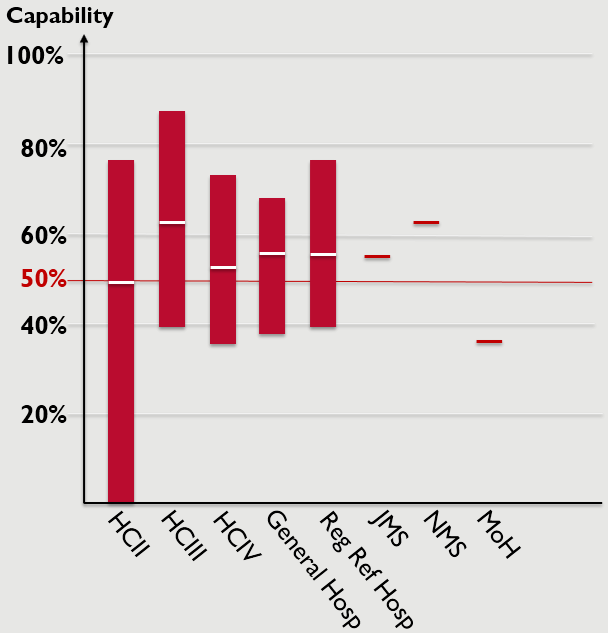 Capability
100%
80%
60%
50%
40%
20%
HCII
HCIII
HCIV
General Hosp
Reg Ref Hosp
JMS
NMS
MoH